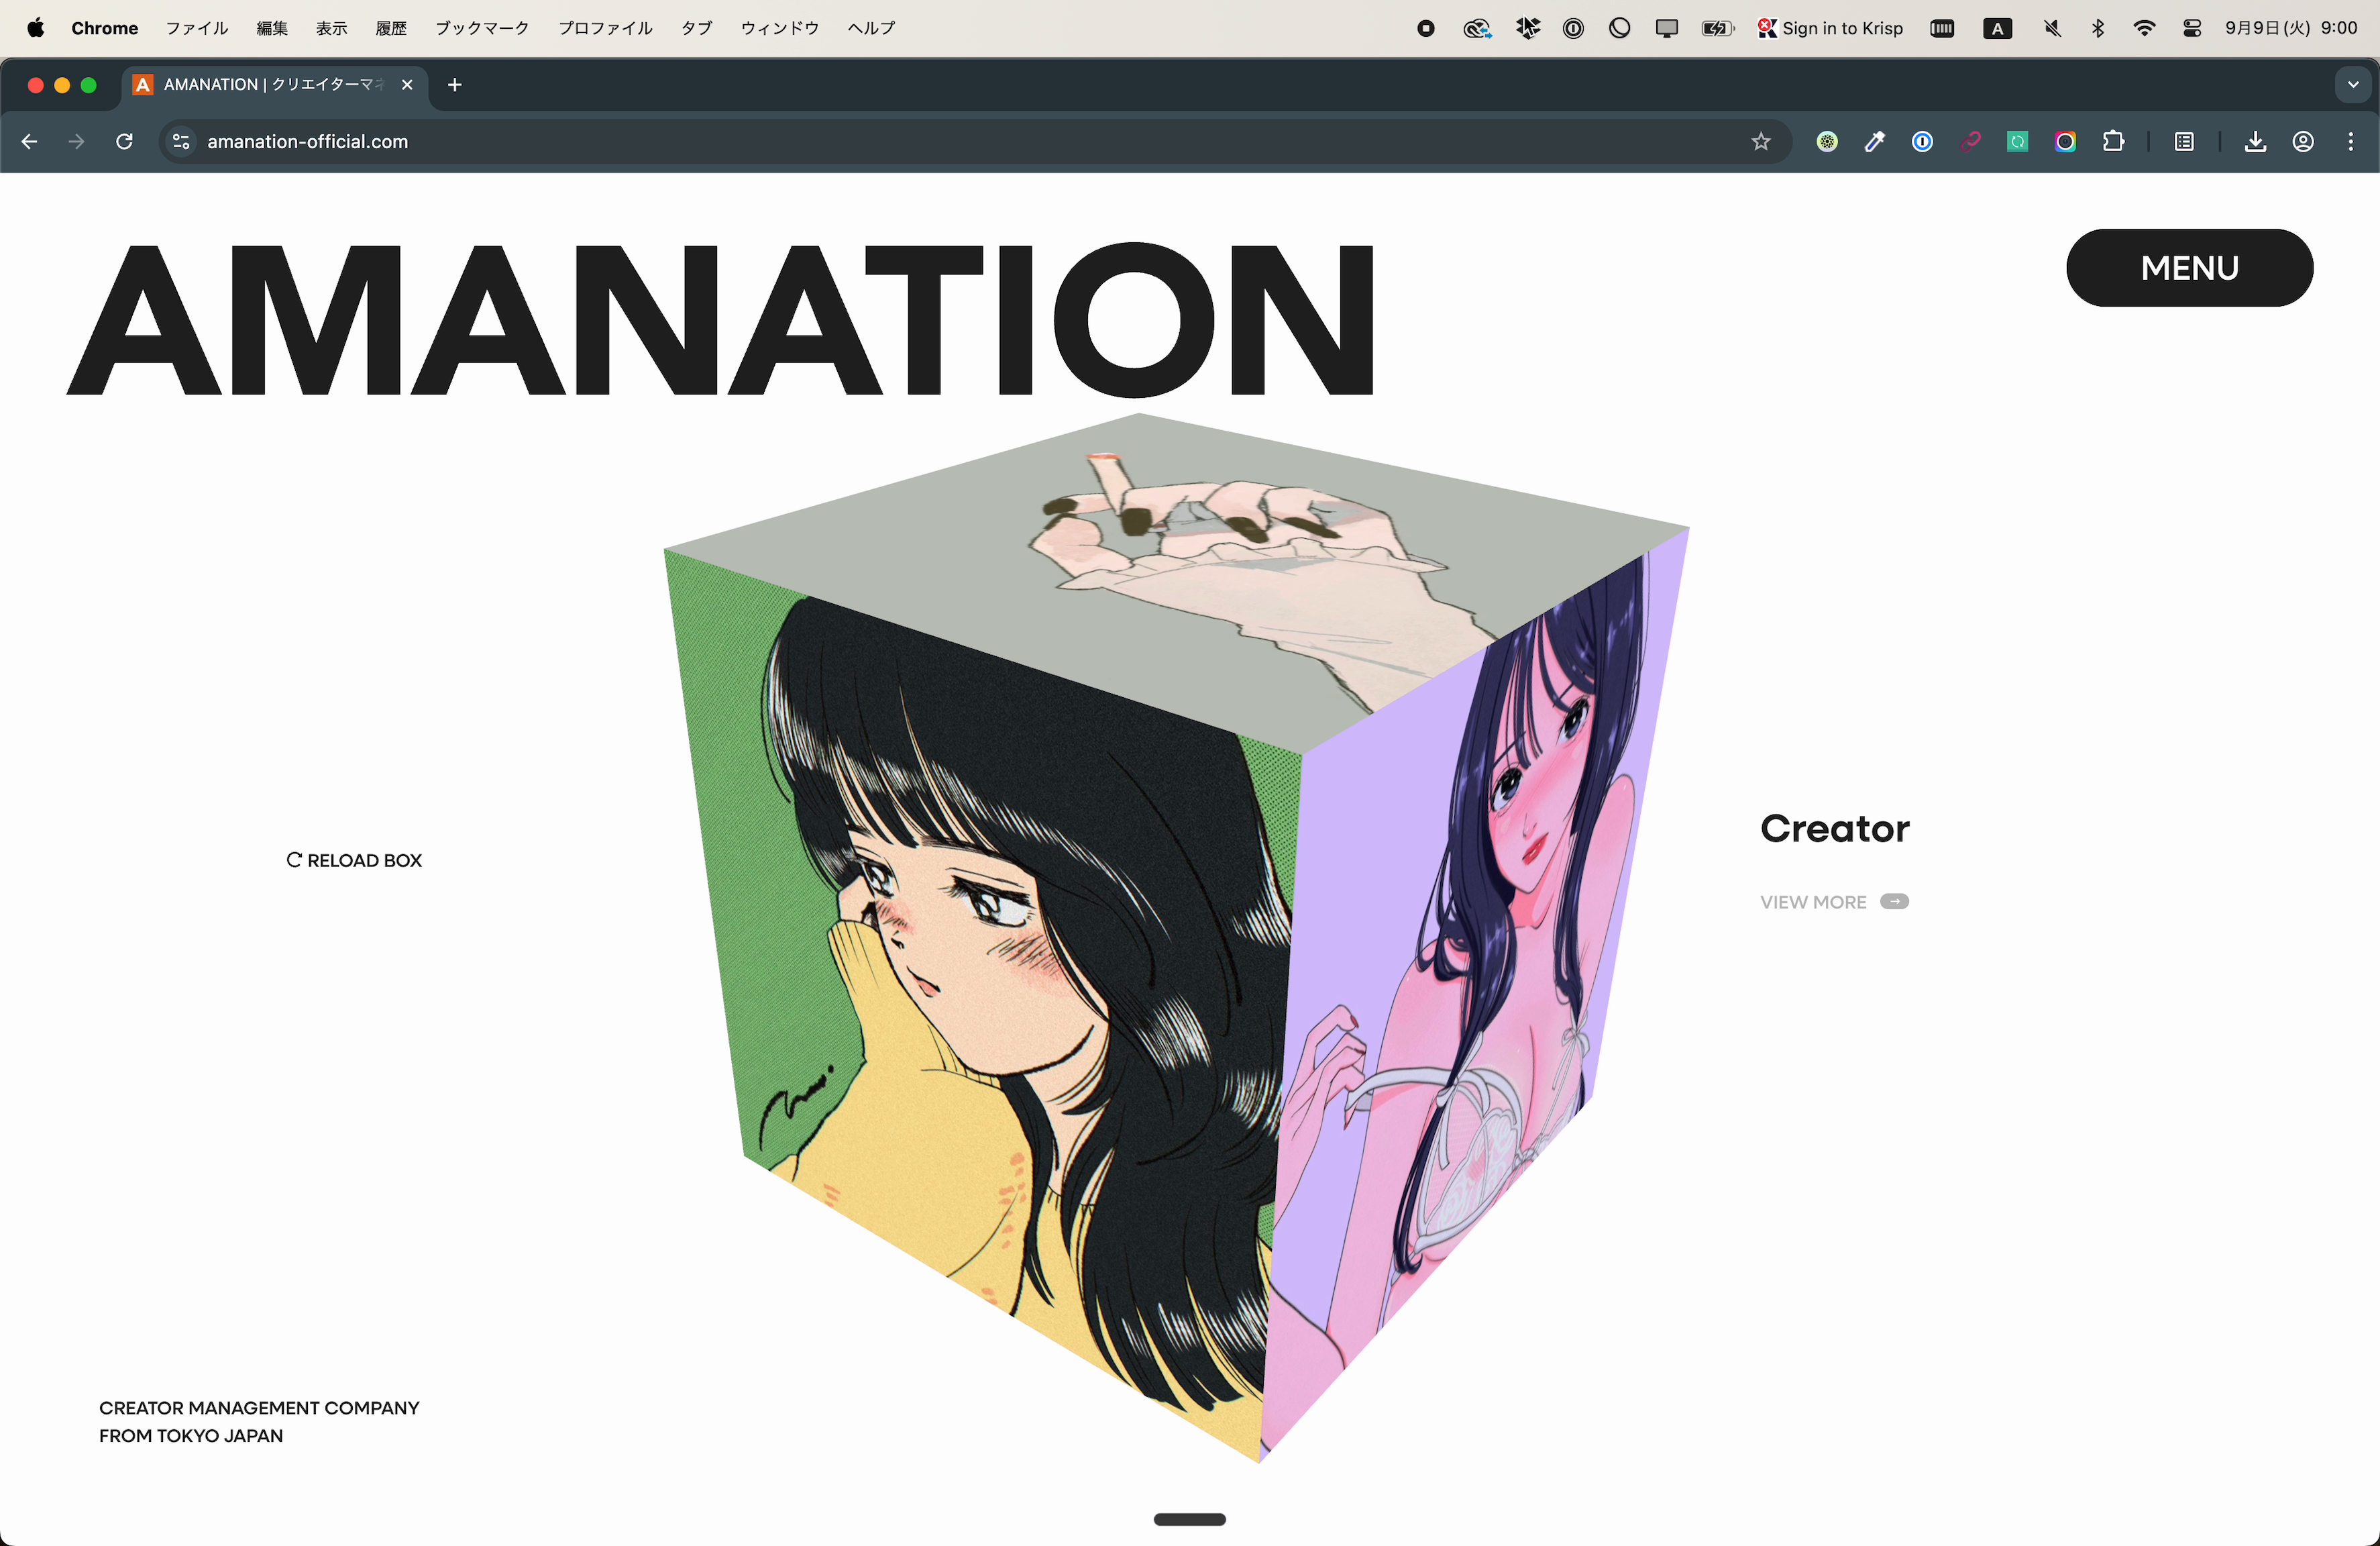 Chrome ファイル 編集 表示 履歴 ブックマーク プロファイル タブ ウィンドウ ヘルプ Sign in to Krisp A 9月9日(火) 9:00
A AMANATION | クリエイターマネ
amanation-official.com
AMANATION
MENU
Creator
RELOAD BOX
VIEW MORE
CREATOR MANAGEMENT COMPANY
FROM TOKYO JAPAN